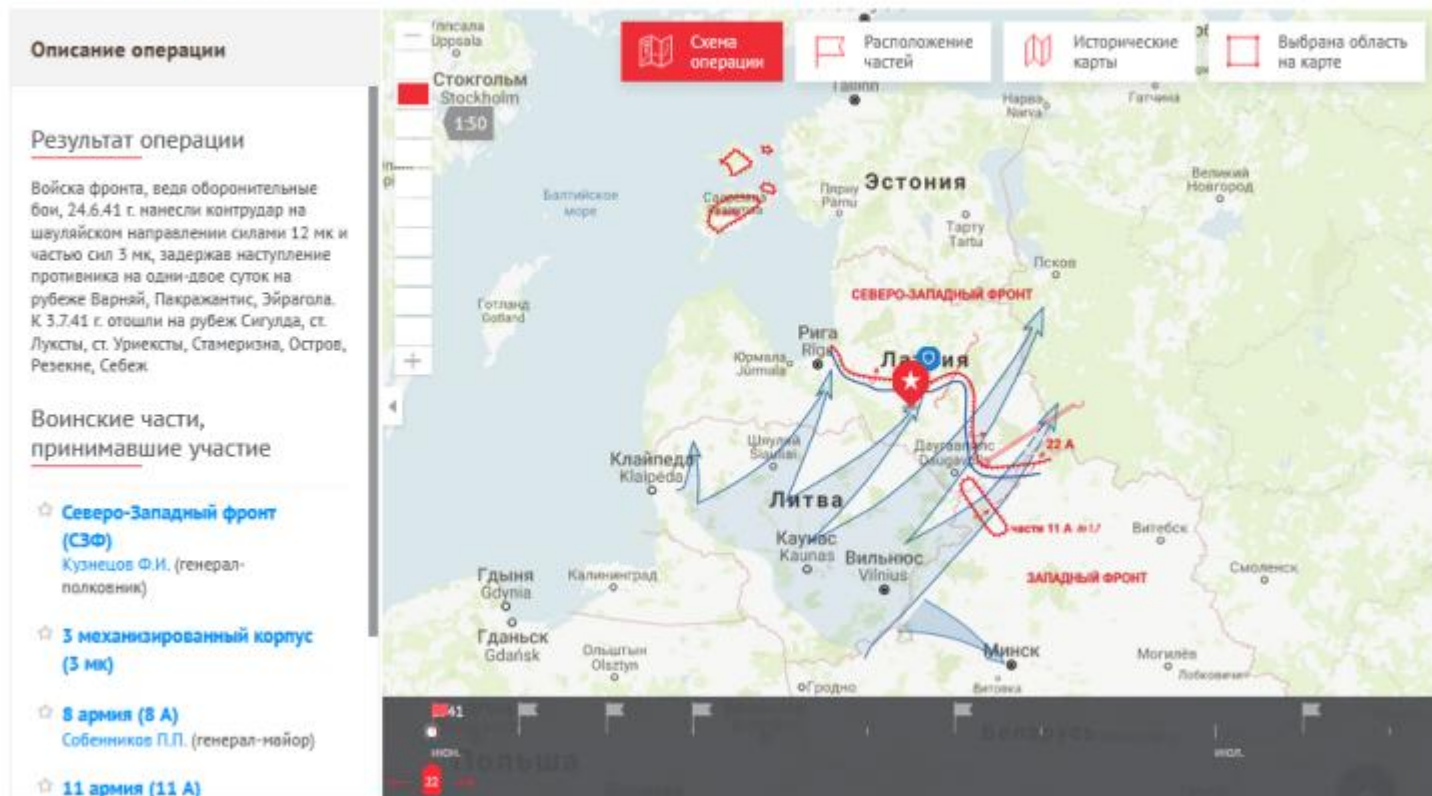 Описание операции
Результат операции
Войска фронта, ведя оборонительные
бои, 24.6.41 г. нанесли контрудар на
шауляйском направлении силами 12 мк и
частью сил 3 мк, задержав наступление
противника на одни-двое суток на
рубеже Варняй, Пакражантис, Эйрагола.
К 3.7.41 г. отошли на рубеж Сигулда, ст.
Луксты, ст. Уриексты, Стамеризна, Остров,
Резекне, Себеж
Воинские части,
принимавшие участие
Северо-Западный фронт
(СЗФ)
Кузнецов Ф.И. (генерал-
полковник)
3 механизированный корпус
(3 мк)
8 армия (8 А)
Собенников П.П. (генерал-майор)
11 армия (11 А)
Схема
операции
Расположение
частей
Исторические
карты
Выбрана область
на карте
Uppsala
Стокгольм
Stockholm
1:50
Tallinn
Нарва
Narva
Гатчина
Балтийское
море
Пярну
Pärnu
Эстония
Великий
Новгород
Тарту
Tartu
Псков
Готланд
Gotland
СЕВЕРО-ЗАПАДНЫЙ ФРОНТ
Рига
Юрмала
Jūrmala
Шяуляй
Šiauliai
Даугавпилс
22 А
Клайпеда
Klaipėda
Литва
части 11 А
Витебск
Каунас
Kaunas
Вильнюс
Vilnius
Смоленск
ЗАПАДНЫЙ ФРОНТ
Гдыня
Gdynia
Калининград
Гданьск
Gdańsk
Ольштын
Olsztyn
Минск
Могилёв
Гродно
41
июн.
июл.
Польша
Беларусь
22